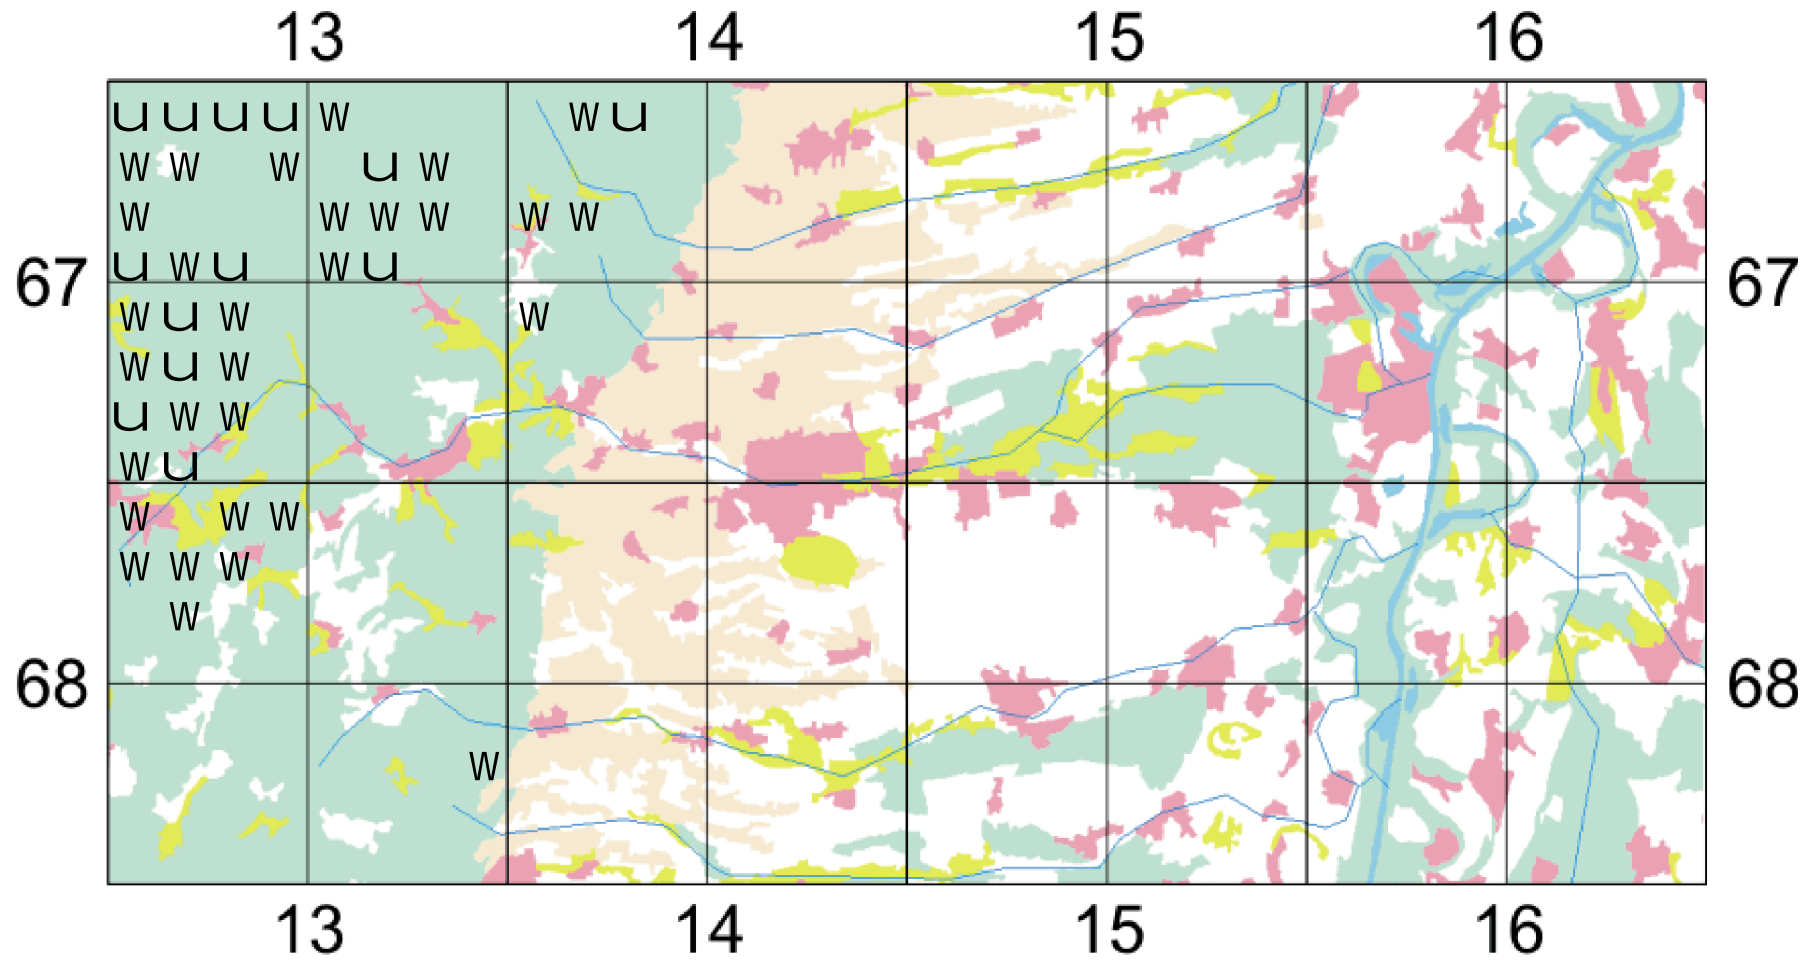 13 14 15 16
u u u u w w u
w w w u w
w w w w w w
67 u w u w u 67
w u w w
w u w
u w w
w u
w w w
w w w
w
68 68
w
13 14 15 16